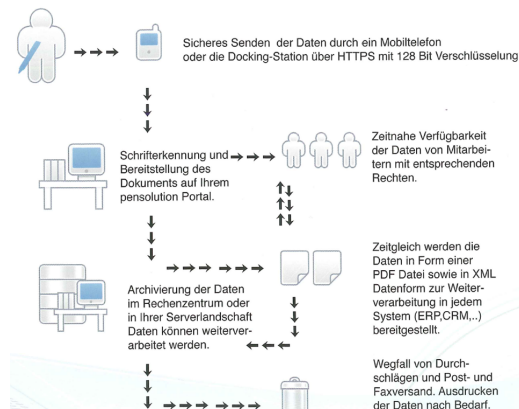 Sicheres Senden der Daten durch ein Mobiltelefon
oder die Docking-Station über HTTPS mit 128 Bit Verschlüsselung
Schrifterkennung und
Bereitstellung des
Dokuments auf Ihrem
pensolution Portal.
Zeitnahe Verfügbarkeit
der Daten von Mitarbei-
tern mit entsprechenden
Rechten.
Archivierung der Daten
im Rechenzentrum oder
in Ihrer Serverlandschaft
Daten können weiterver-
arbeitet werden.
Zeitgleich werden die
Daten in Form einer
PDF Datei sowie in XML
Datenform zur Weiter-
verarbeitung in jedem
System (ERP,CRM,..)
bereitgestellt.
Wegfall von Durch-
schlägen und Post- und
Faxversand. Ausdrucken
der Daten nach Bedarf.